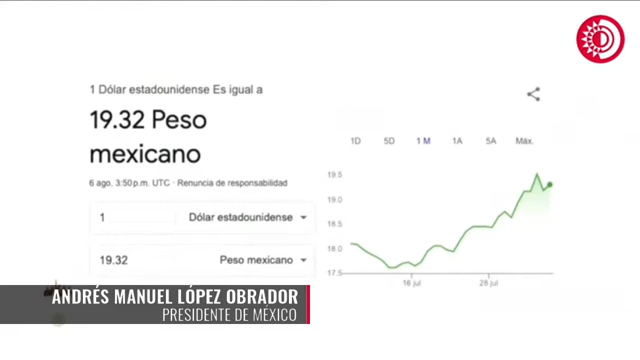 1 Dólar estadounidense Es igual a
19.32 Peso
mexicano
6 ago, 3:50 p.m. UTC · Renuncia de responsabilidad
1 Dólar estadounidense
19.32 Peso mexicano
1D 5D 1 M 1A 5A Máx.
19.5
19.0
18.5
18.0
17.5
16 jul 28 jul
ANDRÉS MANUEL LÓPEZ OBRADOR
PRESIDENTE DE MÉXICO